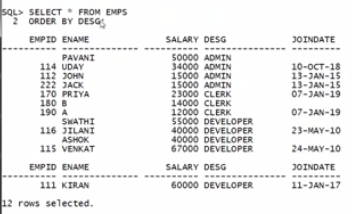 SQL> SELECT * FROM EMPS
2 ORDER BY DESG;
EMPID ENAME SALARY DESG JOINDATE
---------- -------------------- ---------- -------------------- ---------
PAVANI 50000 ADMIN
114 UDAY 34000 ADMIN 10-OCT-18
112 JOHN 15000 ADMIN 13-JAN-15
222 JACK 15000 ADMIN 13-JAN-15
170 PRIYA 23000 CLERK 07-JAN-19
180 B 14000 CLERK
190 A 12000 CLERK 07-JAN-19
SWATHI 55000 DEVELOPER
116 JILANI 40000 DEVELOPER 23-MAY-10
ASHOK 40000 DEVELOPER
115 VENKAT 67000 DEVELOPER 24-MAY-10
EMPID ENAME SALARY DESG JOINDATE
---------- -------------------- ---------- -------------------- ---------
111 KIRAN 60000 DEVELOPER 11-JAN-17
12 rows selected.